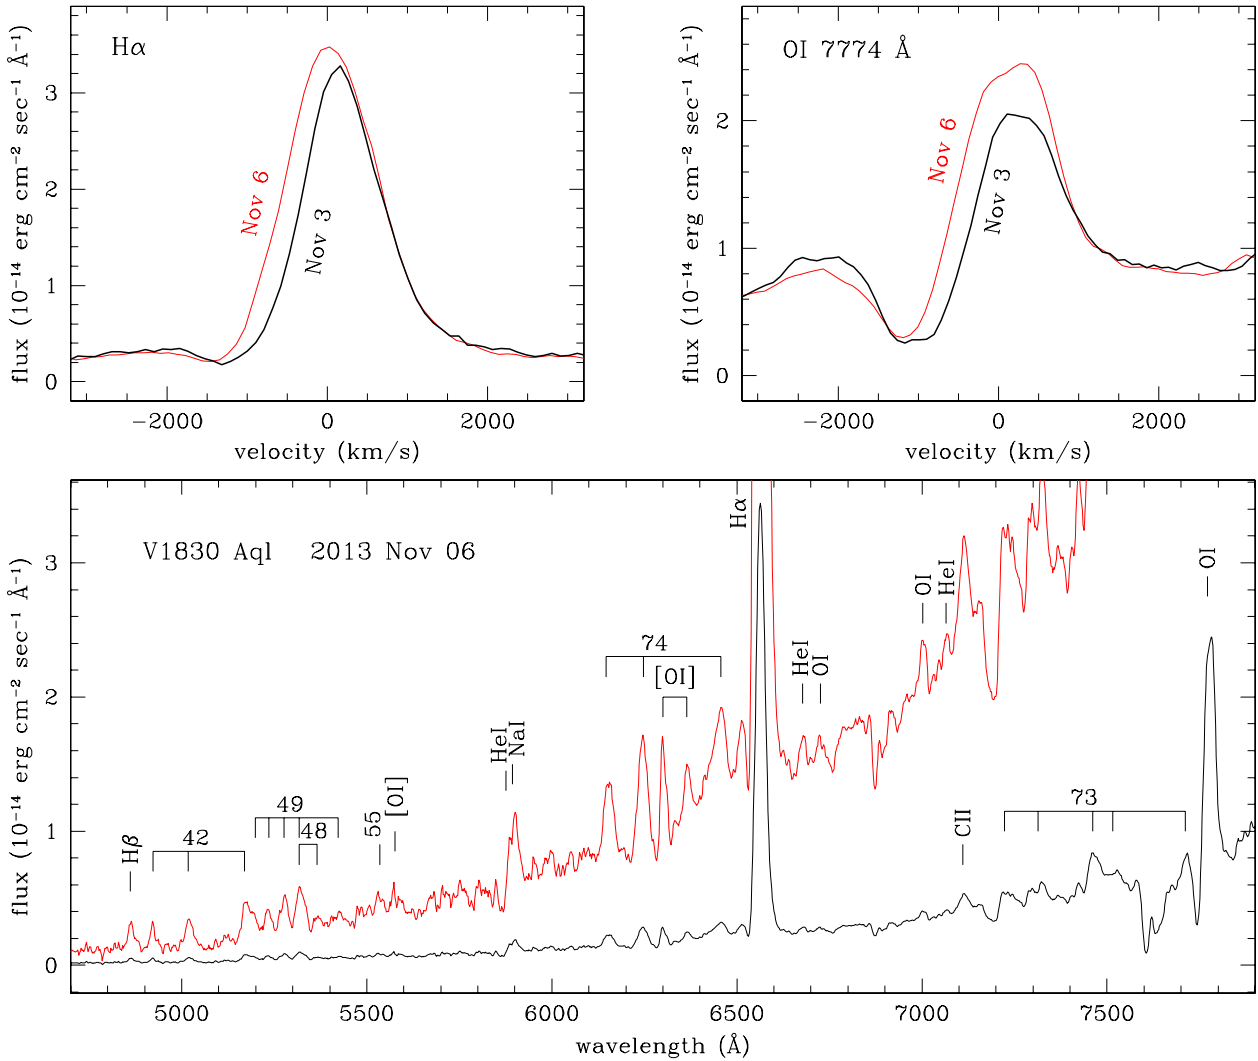 Hα
Nov 6
Nov 3
3
2
1
0
−2000 0 2000
velocity (km/s)
flux (10⁻¹⁴ erg cm⁻² sec⁻¹ Å⁻¹)
OI 7774 Å
Nov 6
Nov 3
2
1
0
−2000 0 2000
velocity (km/s)
flux (10⁻¹⁴ erg cm⁻² sec⁻¹ Å⁻¹)
V1830 Aql 2013 Nov 06
Hβ
42
49
48
55
[OI]
HeI
NaI
74
[OI]
Hα
HeI
OI
OI
HeI
CII
73
OI
3
2
1
0
5000 5500 6000 6500 7000 7500
wavelength (Å)
flux (10⁻¹⁴ erg cm⁻² sec⁻¹ Å⁻¹)